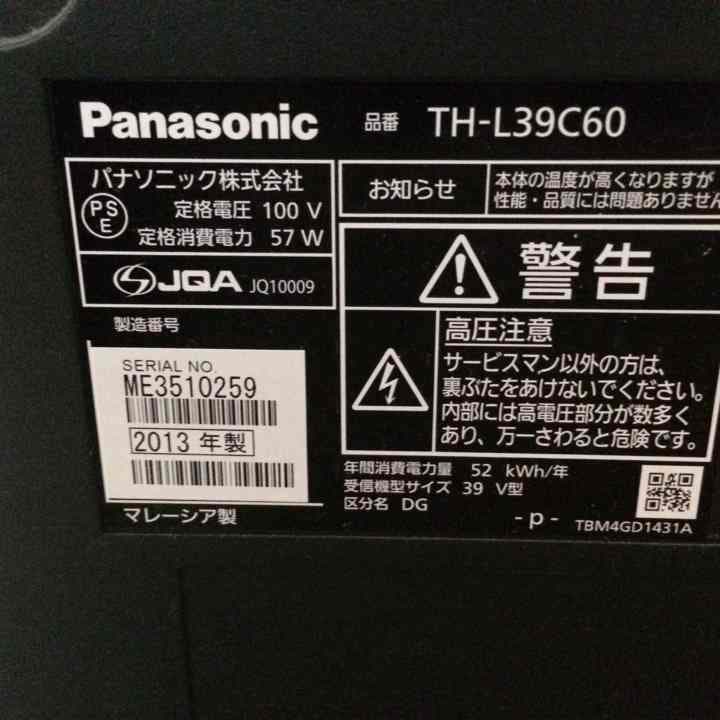 Panasonic 品番 TH-L39C60
パナソニック株式会社
PS
E
定格電圧 100 V
定格消費電力 57 W
JQA JQ10009
お知らせ
本体の温度が高くなりますが
性能・品質には問題ありません
警告
高圧注意
サービスマン以外の方は、
裏ぶたをあけないでください。
内部には高電圧部分が数多く
あり、万一さわると危険です。
製造番号
SERIAL NO.
ME3510259
2013 年製
マレーシア製
年間消費電力量 52 kWh/年
受信機型サイズ 39 V型
区分名 DG
- p -
TBM4GD1431A